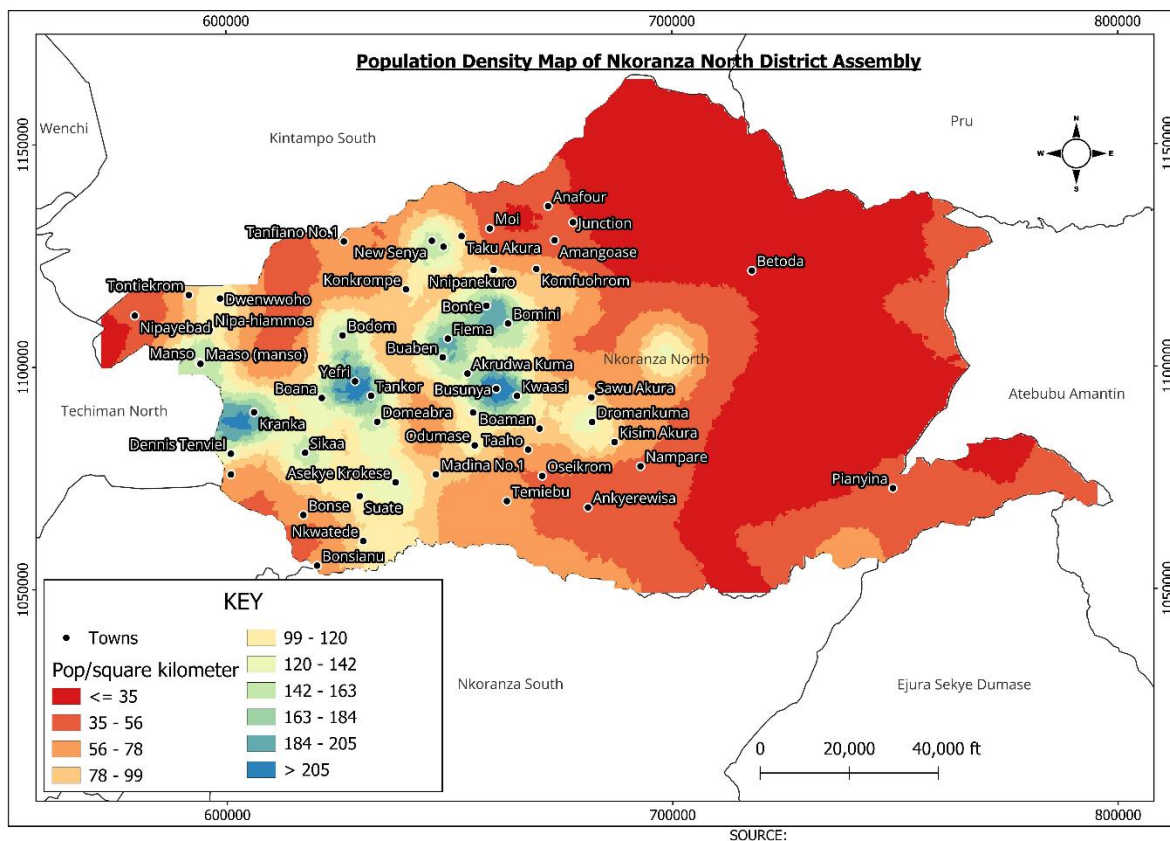 600000
700000
800000
Population Density Map of Nkoranza North District Assembly
Wenchi
Kintampo South
Pru
N
W
E
S
1150000
1150000
Anafour
Moi
Junction
Tanfiano No.1
New Senya
Taku Akura
Amangoase
Betoda
Konkrompe
Nnipanekuro
Komfuohrom
Tontiekrom
Dwenwwoho
Bonte
Bomini
Nipayebad
Nipa-hiammoa
Bodom
Flema
Manso
Maaso (manso)
Buaben
Akrudwa Kuma
Nkoranza North
1100000
1100000
Yefri
Tankor
Busunya
Kwaasi
Sawu Akura
Atebubu Amantin
Boana
Techiman North
Kranka
Domeabra
Boaman
Dromankuma
Dennis Tenviel
Sikaa
Odumase
Taaho
Kisim Akura
Asekye Krokese
Madina No.1
Oseikrom
Nampare
Pianyina
Bonse
Suate
Temiebu
Ankyerewisa
Nkwatede
Bonsianu
1050000
1050000
KEY
Towns
Pop/square kilometer
<= 35
35 - 56
56 - 78
78 - 99
99 - 120
120 - 142
142 - 163
163 - 184
184 - 205
> 205
Nkoranza South
Ejura Sekye Dumase
0
20,000
40,000 ft
600000
700000
800000
SOURCE: